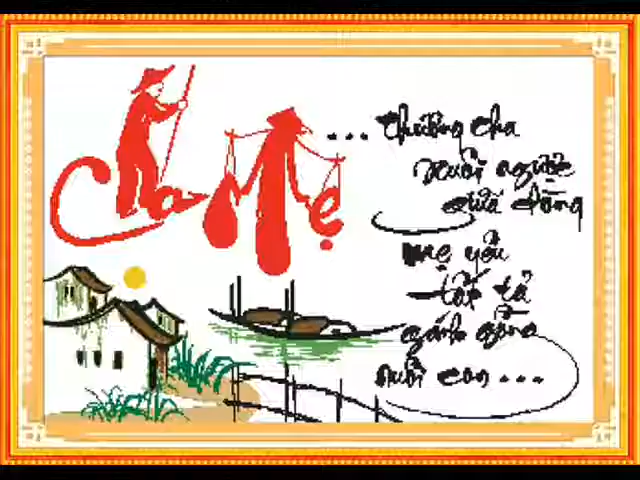 Cha Mẹ
... thương cha
xuôi ngược
giữa dòng
mẹ yêu
tất tả
gánh gồng
nuôi con ...